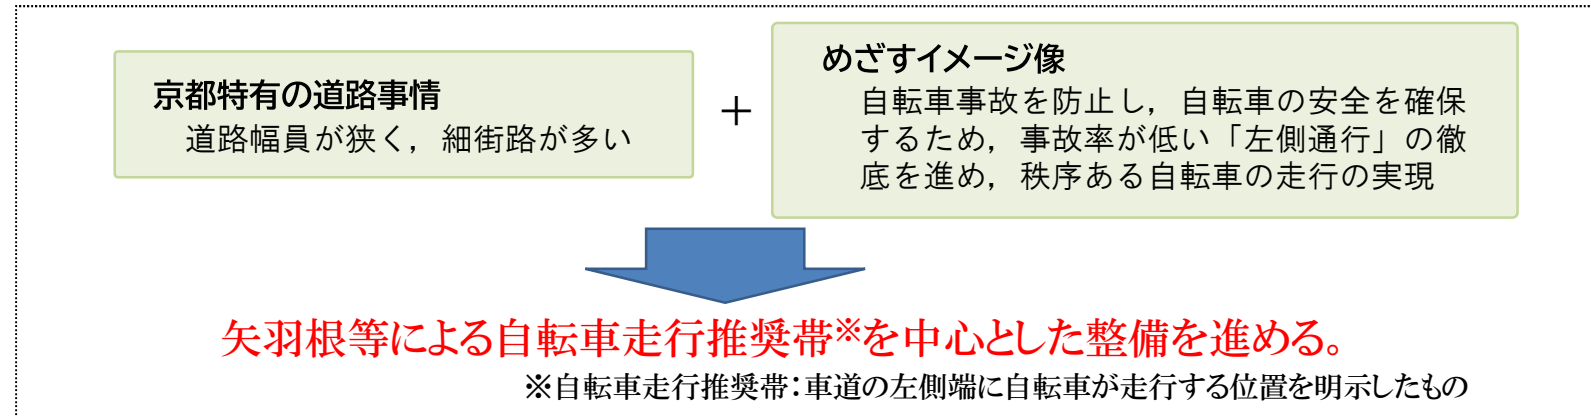 京都特有の道路事情
道路幅員が狭く，細街路が多い
＋
めざすイメージ像
自転車事故を防止し，自転車の安全を確保
するため，事故率が低い「左側通行」の徹
底を進め，秩序ある自転車の走行の実現
矢羽根等による自転車走行推奨帯※を中心とした整備を進める。
※自転車走行推奨帯：車道の左側端に自転車が走行する位置を明示したもの